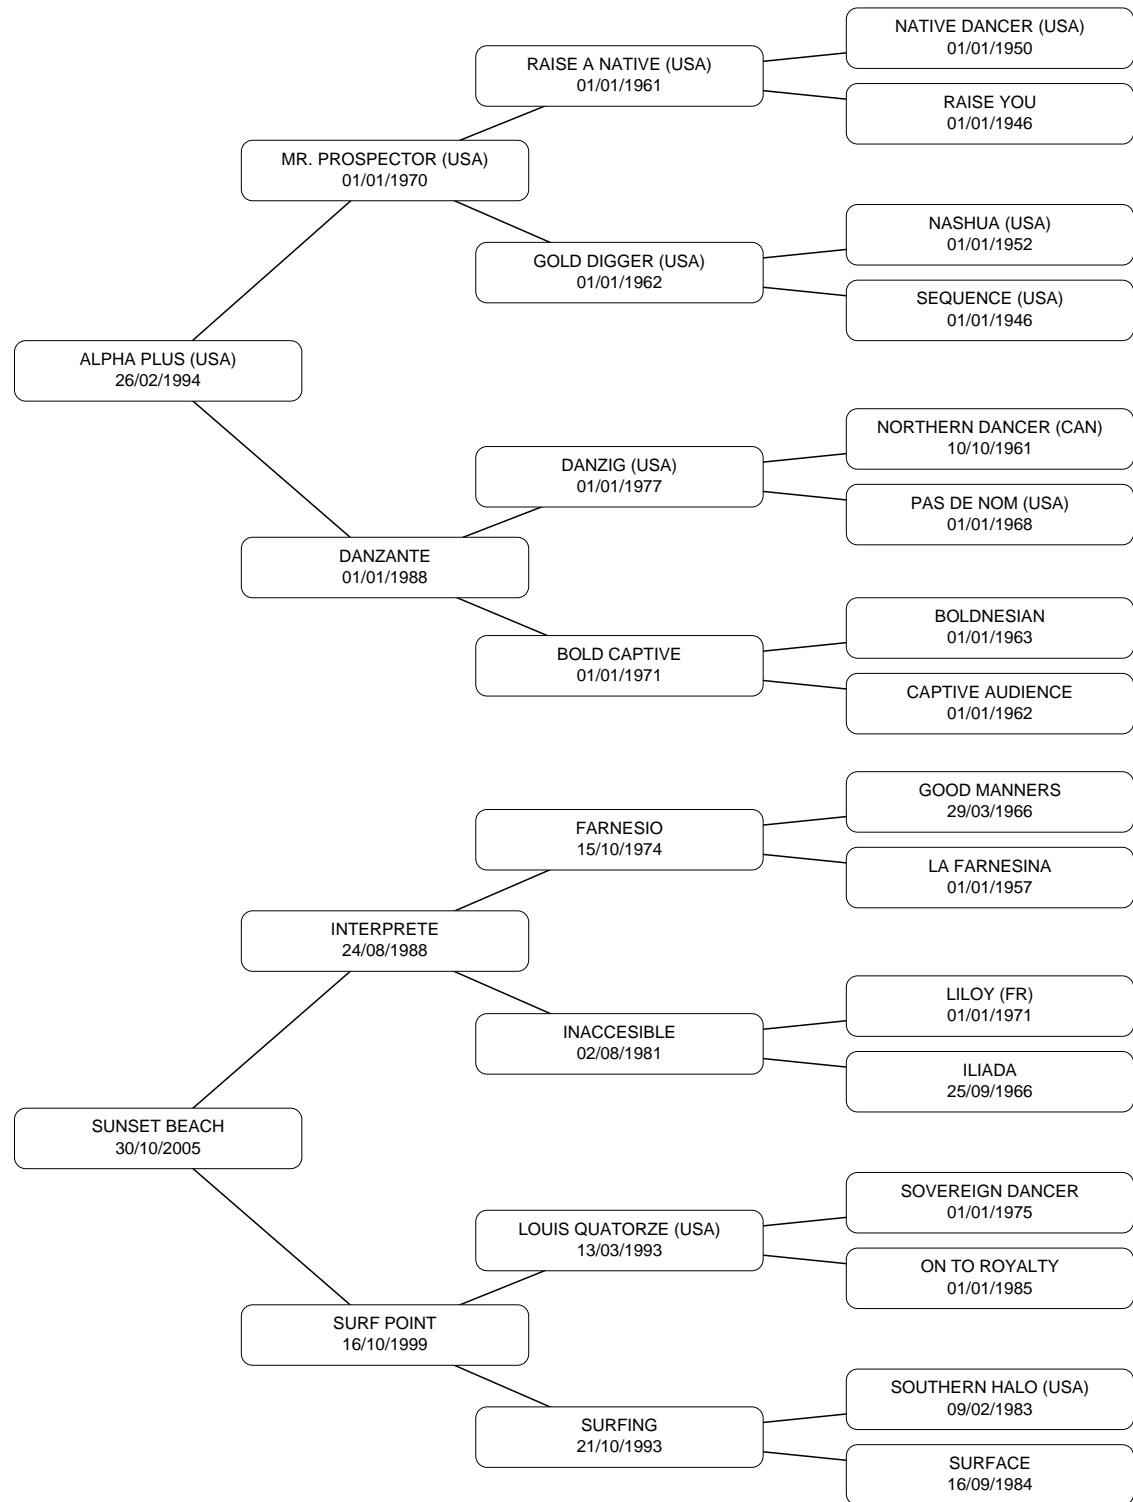 NATIVE DANCER (USA)
01/01/1950
RAISE A NATIVE (USA)
01/01/1961
RAISE YOU
01/01/1946
MR. PROSPECTOR (USA)
01/01/1970
NASHUA (USA)
01/01/1952
GOLD DIGGER (USA)
01/01/1962
SEQUENCE (USA)
01/01/1946
ALPHA PLUS (USA)
26/02/1994
NORTHERN DANCER (CAN)
10/10/1961
DANZIG (USA)
01/01/1977
PAS DE NOM (USA)
01/01/1968
DANZANTE
01/01/1988
BOLDNESIAN
01/01/1963
BOLD CAPTIVE
01/01/1971
CAPTIVE AUDIENCE
01/01/1962
GOOD MANNERS
29/03/1966
FARNESIO
15/10/1974
LA FARNESINA
01/01/1957
INTERPRETE
24/08/1988
LILOY (FR)
01/01/1971
INACCESIBLE
02/08/1981
ILIADA
25/09/1966
SUNSET BEACH
30/10/2005
SOVEREIGN DANCER
01/01/1975
LOUIS QUATORZE (USA)
13/03/1993
ON TO ROYALTY
01/01/1985
SURF POINT
16/10/1999
SOUTHERN HALO (USA)
09/02/1983
SURFING
21/10/1993
SURFACE
16/09/1984